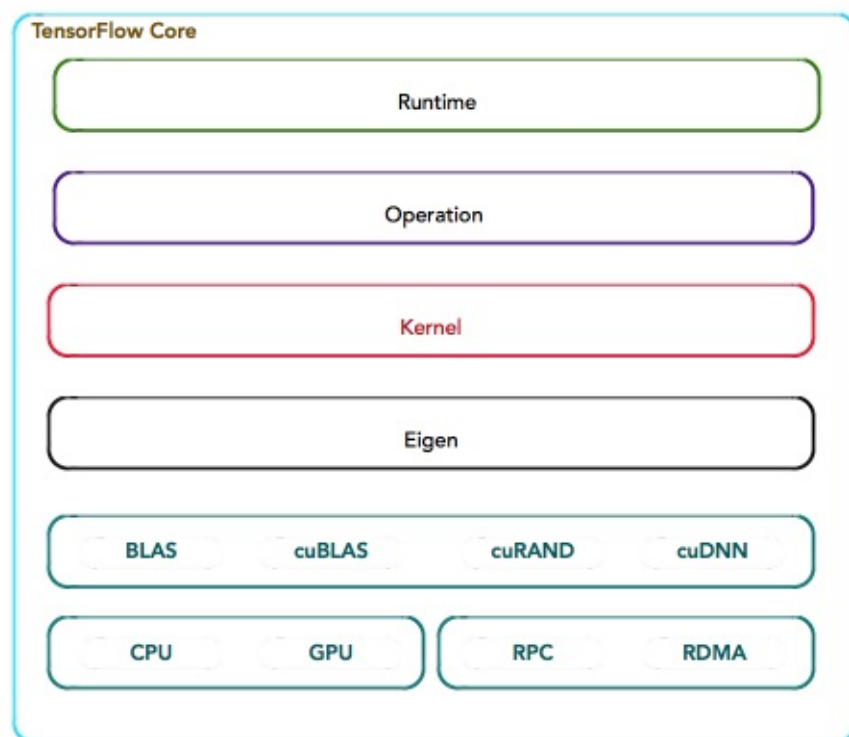 TensorFlow Core
Runtime
Operation
Kernel
Eigen
BLAS cuBLAS cuRAND cuDNN
CPU GPU RPC RDMA